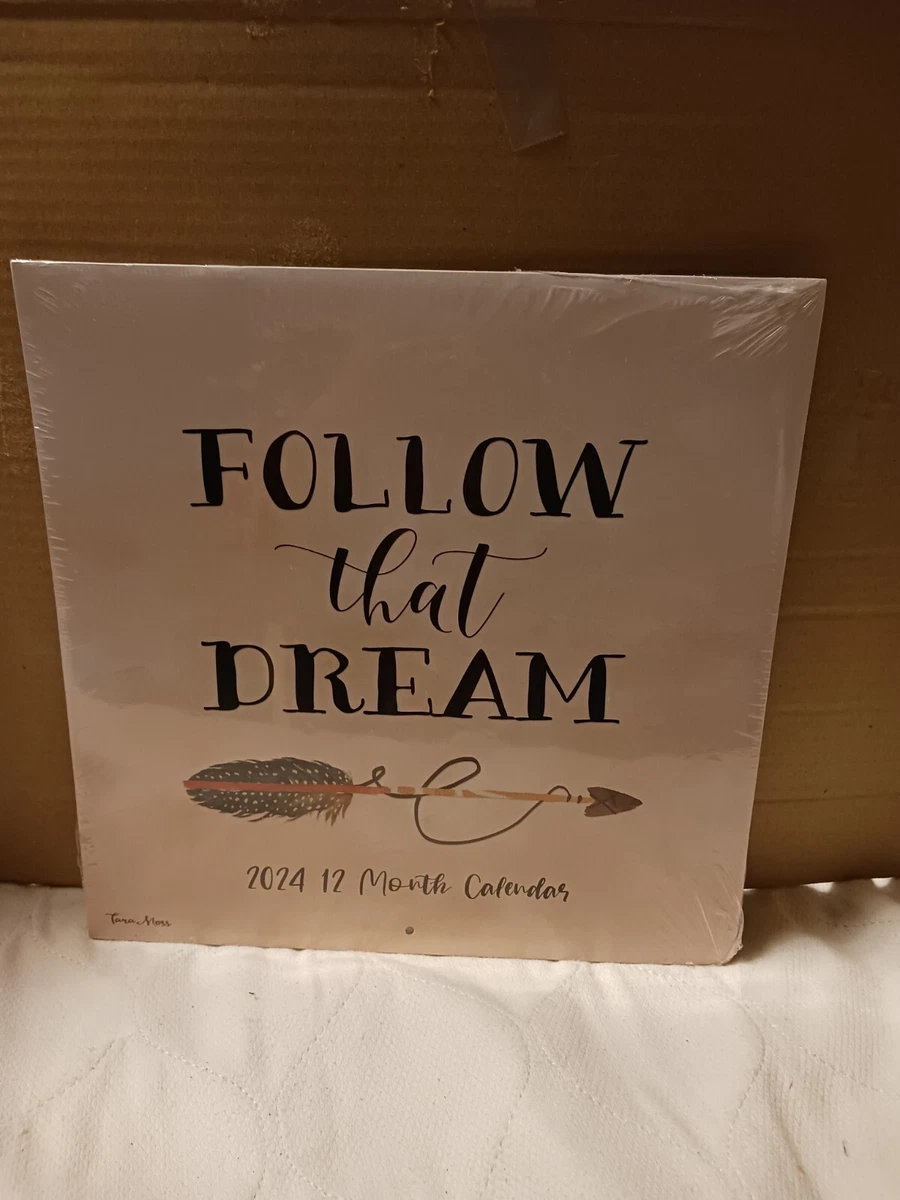 FOLLOW
that
DREAM
2024 12 Month Calendar
Tara Moss